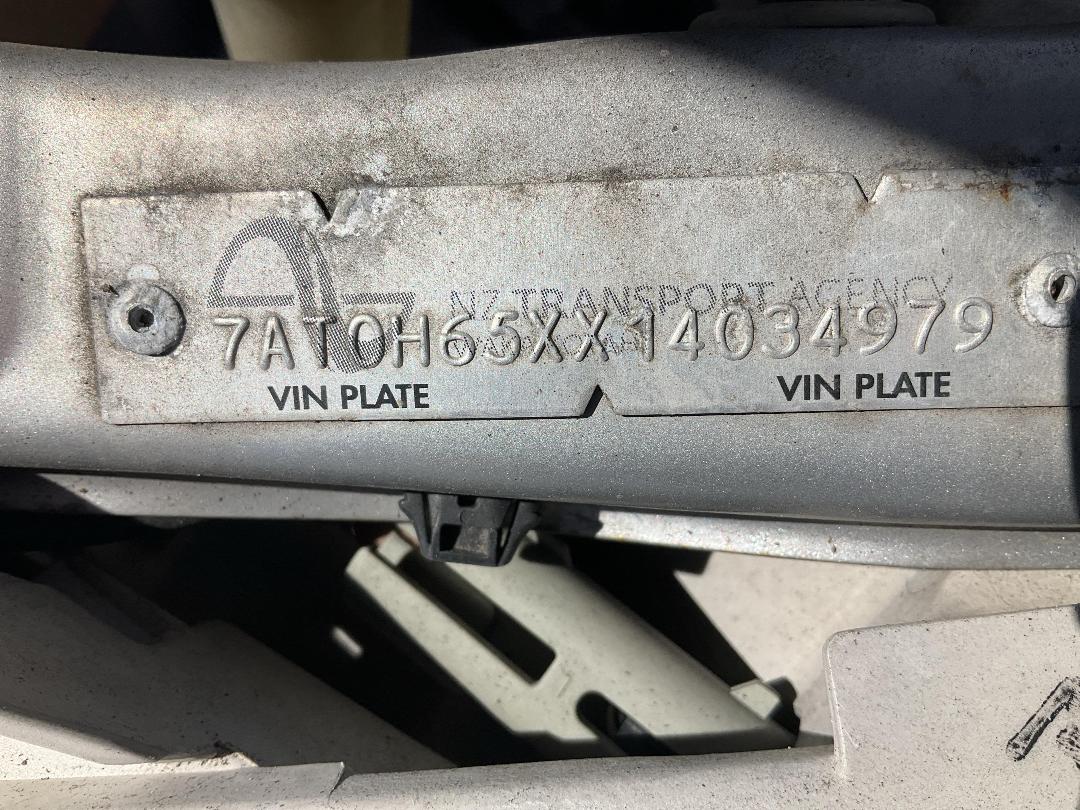 NZ TRANSPORT AGENCY
7AT0H65XX14034979
VIN PLATE VIN PLATE